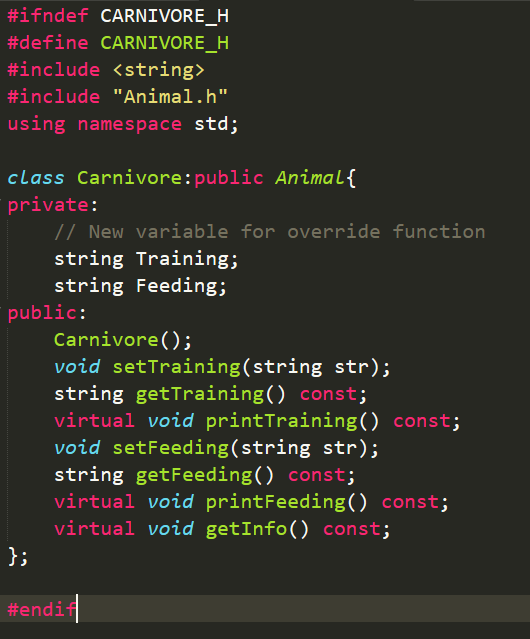 #ifndef CARNIVORE_H
#define CARNIVORE_H
#include <string>
#include "Animal.h"
using namespace std;

class Carnivore:public Animal{
private:
    // New variable for override function
    string Training;
    string Feeding;
public:
    Carnivore();
    void setTraining(string str);
    string getTraining() const;
    virtual void printTraining() const;
    void setFeeding(string str);
    string getFeeding() const;
    virtual void printFeeding() const;
    virtual void getInfo() const;
};

#endif